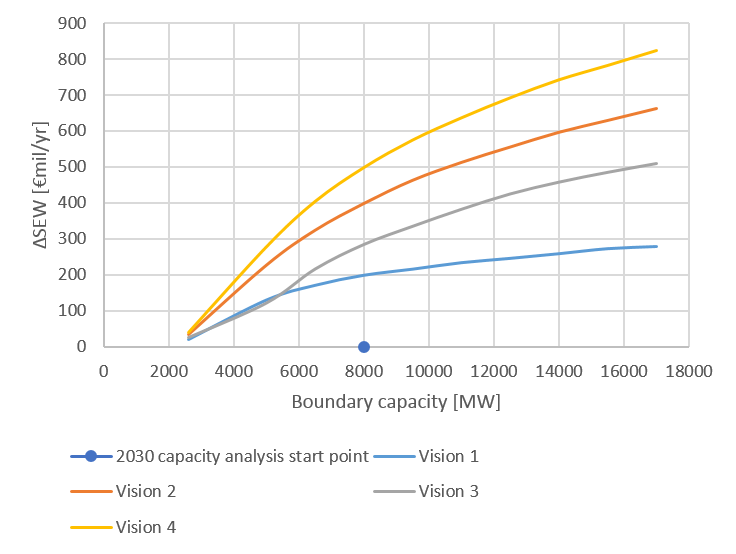 900
800
700
600
500
400
300
200
100
0
ΔSEW [€mil/yr]
0 2000 4000 6000 8000 10000 12000 14000 16000 18000
Boundary capacity [MW]
2030 capacity analysis start point Vision 1
Vision 2 Vision 3
Vision 4